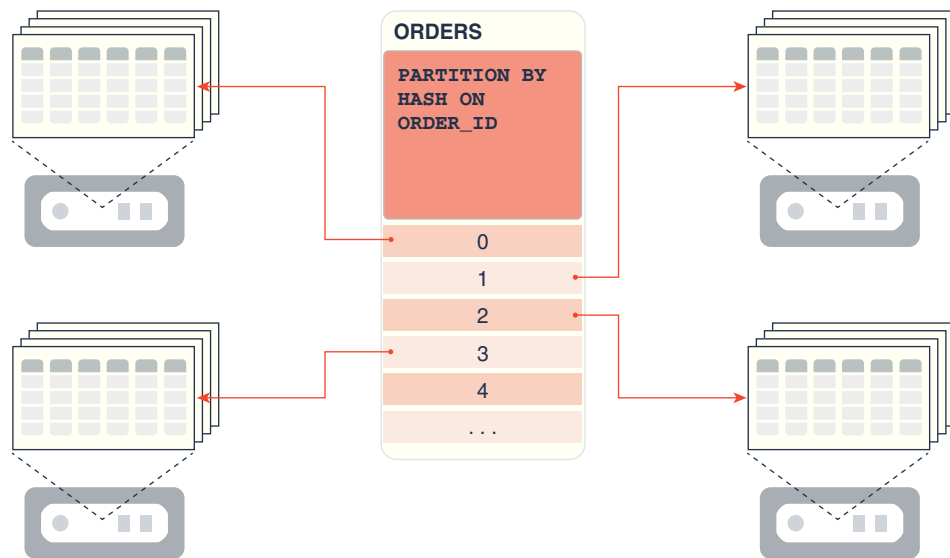 ORDERS
PARTITION BY
HASH ON
ORDER_ID
0
1
2
3
4
...